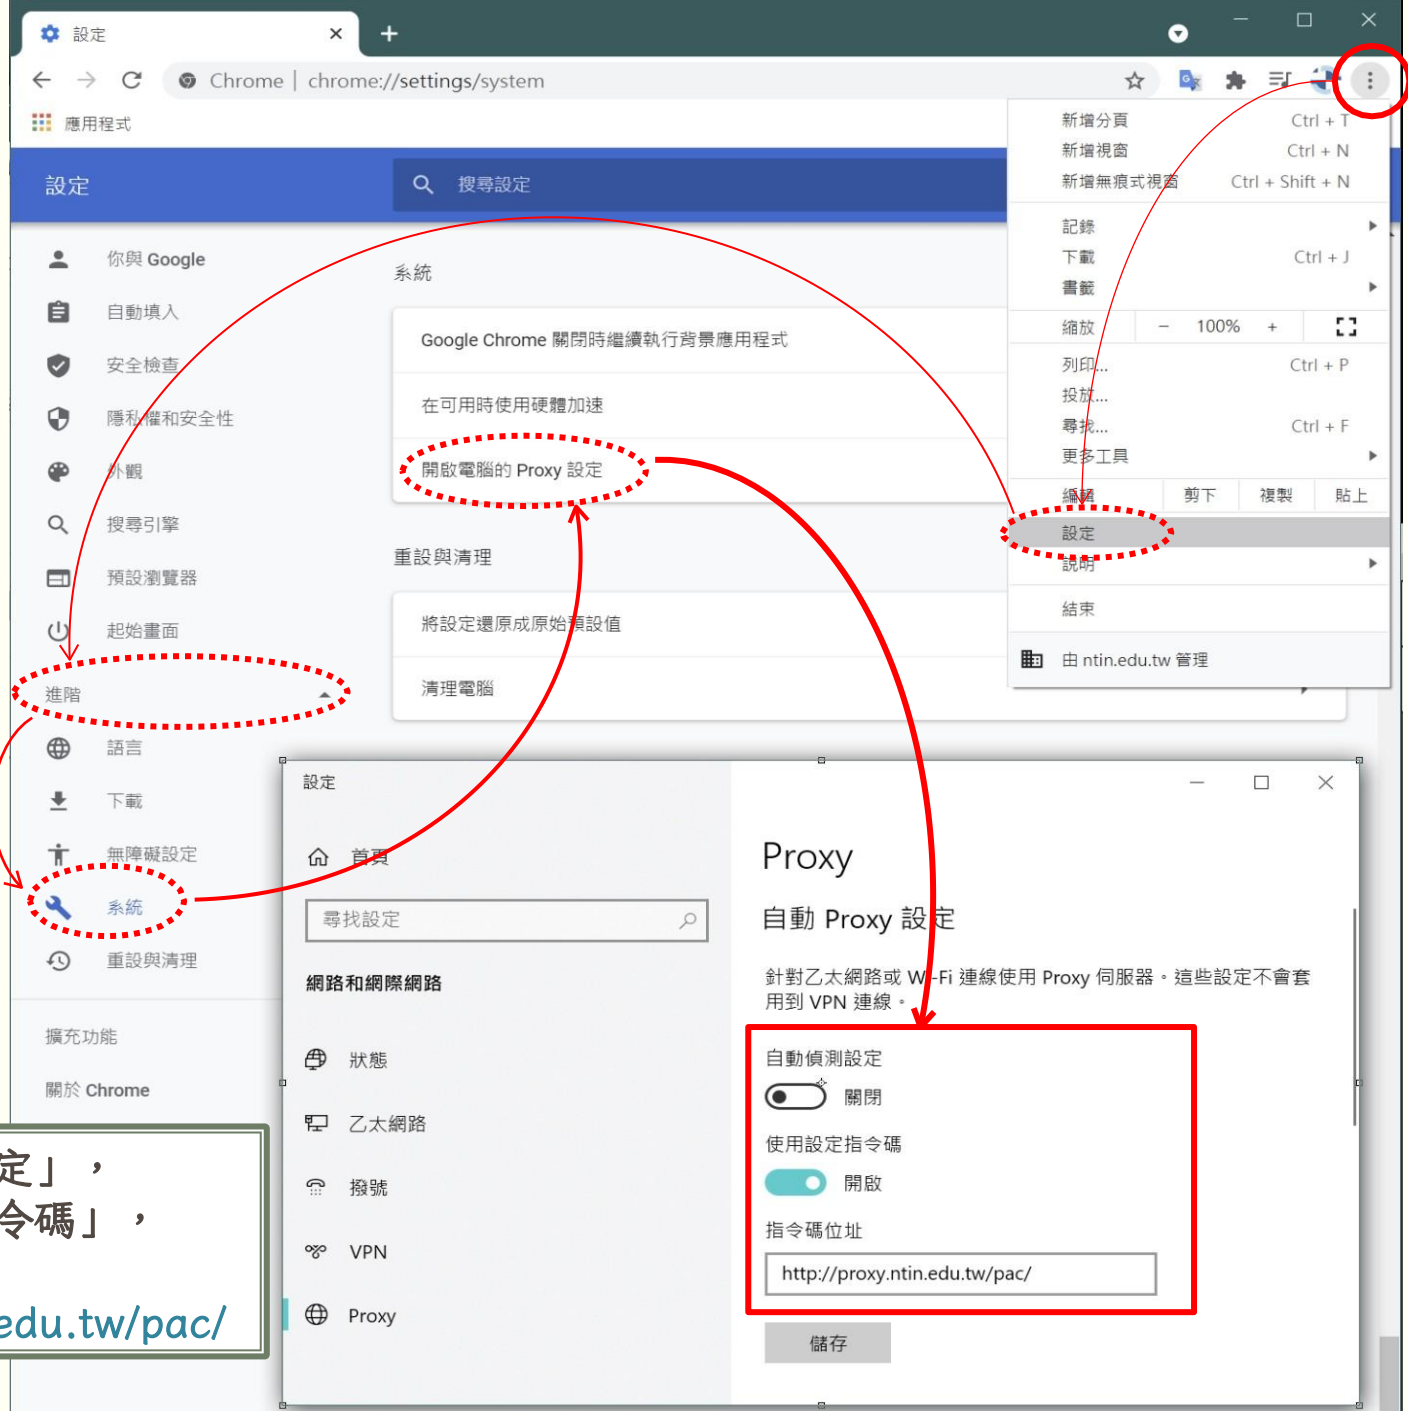 設定
Chrome | chrome://settings/system
應用程式
設定
搜尋設定
你與 Google
自動填入
安全檢查
隱私權和安全性
外觀
搜尋引擎
預設瀏覽器
起始畫面
進階
語言
下載
無障礙設定
系統
重設與清理
擴充功能
關於 Chrome
系統
Google Chrome 關閉時繼續執行背景應用程式
在可用時使用硬體加速
開啟電腦的 Proxy 設定
重設與清理
將設定還原成原始預設值
清理電腦
新增分頁 Ctrl + T
新增視窗 Ctrl + N
新增無痕式視窗 Ctrl + Shift + N
記錄
下載 Ctrl + J
書籤
縮放 − 100% +
列印... Ctrl + P
投放...
尋找... Ctrl + F
更多工具
編輯 剪下 複製 貼上
設定
說明
結束
由 ntin.edu.tw 管理
設定
首頁
尋找設定
網路和網際網路
狀態
乙太網路
撥號
VPN
Proxy
Proxy
自動 Proxy 設定
針對乙太網路或 Wi-Fi 連線使用 Proxy 伺服器。這些設定不會套
用到 VPN 連線。
自動偵測設定
關閉
使用設定指令碼
開啟
指令碼位址
http://proxy.ntin.edu.tw/pac/
儲存
定」，
令碼」，
edu.tw/pac/